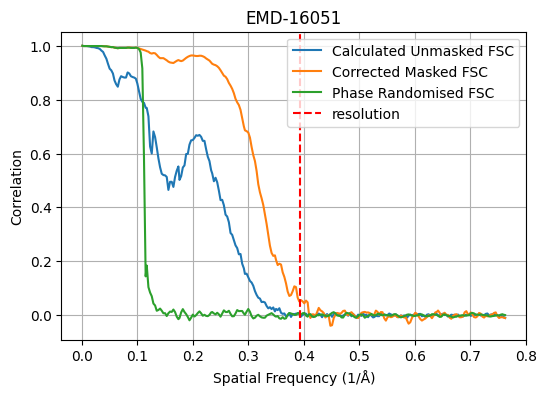 EMD-16051
Calculated Unmasked FSC
Corrected Masked FSC
Phase Randomised FSC
resolution
1.0
0.8
0.6
0.4
0.2
0.0
Correlation
0.0 0.1 0.2 0.3 0.4 0.5 0.6 0.7 0.8
Spatial Frequency (1/Å)